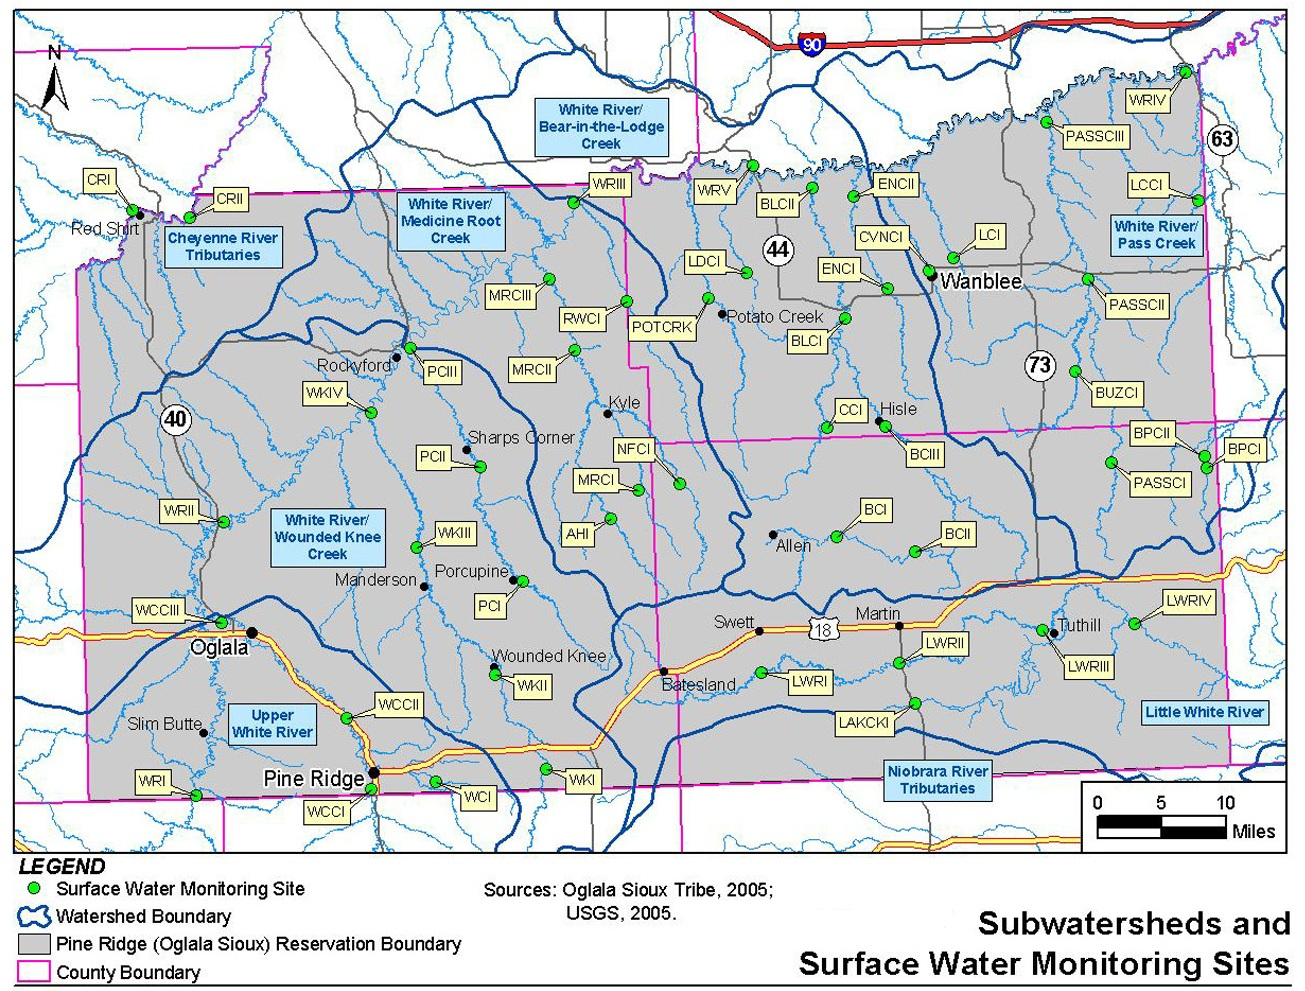 N
90
WRIV
PASSCIII
63
White River/
Bear-in-the-Lodge
Creek
CRI
CRII
Red Shirt
WRIII
WRV
BLCII
ENCII
LCCI
White River/
Medicine Root
Creek
Cheyenne River
Tributaries
White River/
Pass Creek
44
CVNCI
LCI
LDCI
ENCI
Wanblee
MRCIII
RWCI
POTCRK
Potato Creek
BLCI
PASSCII
Rockyford
PCIII
MRCII
73
WKIV
BUZCI
40
Kyle
CCI
Hisle
Sharps Corner
PCII
NFCI
BCIII
BPCII
BPCI
MRCI
PASSCI
WRII
White River/
Wounded Knee
Creek
WKIII
AHI
BCI
BCII
Allen
Manderson
Porcupine
PCI
WCCIII
Oglala
Swett
18
Martin
LWRIV
Tuthill
LWRII
LWRIII
Wounded Knee
WKII
Batesland
LWRI
WCCII
Slim Butte
Upper
White River
LAKCKI
Little White River
Pine Ridge
WRI
WCCI
WCI
WKI
Niobrara River
Tributaries
0 5 10
Miles
LEGEND
Surface Water Monitoring Site
Watershed Boundary
Pine Ridge (Oglala Sioux) Reservation Boundary
County Boundary
Sources: Oglala Sioux Tribe, 2005;
USGS, 2005.
Subwatersheds and
Surface Water Monitoring Sites